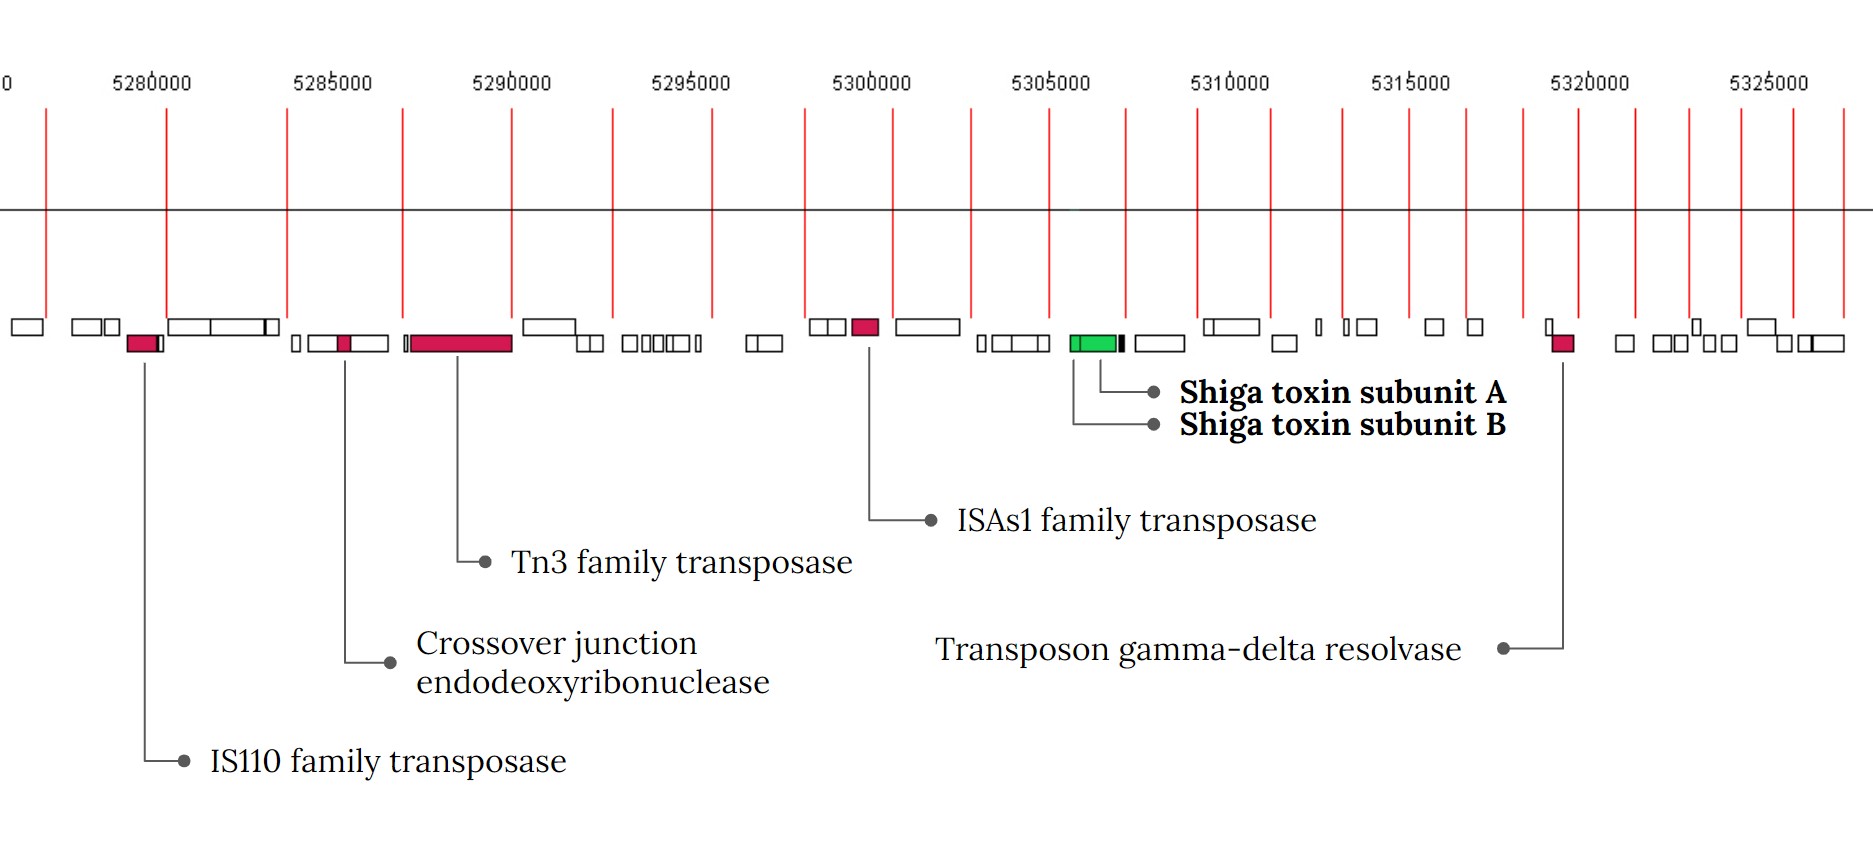 0 5280000 5285000 5290000 5295000 5300000 5305000 5310000 5315000 5320000 5325000
Shiga toxin subunit A
Shiga toxin subunit B
ISAs1 family transposase
Tn3 family transposase
Crossover junction
endodeoxyribonuclease
Transposon gamma-delta resolvase
IS110 family transposase